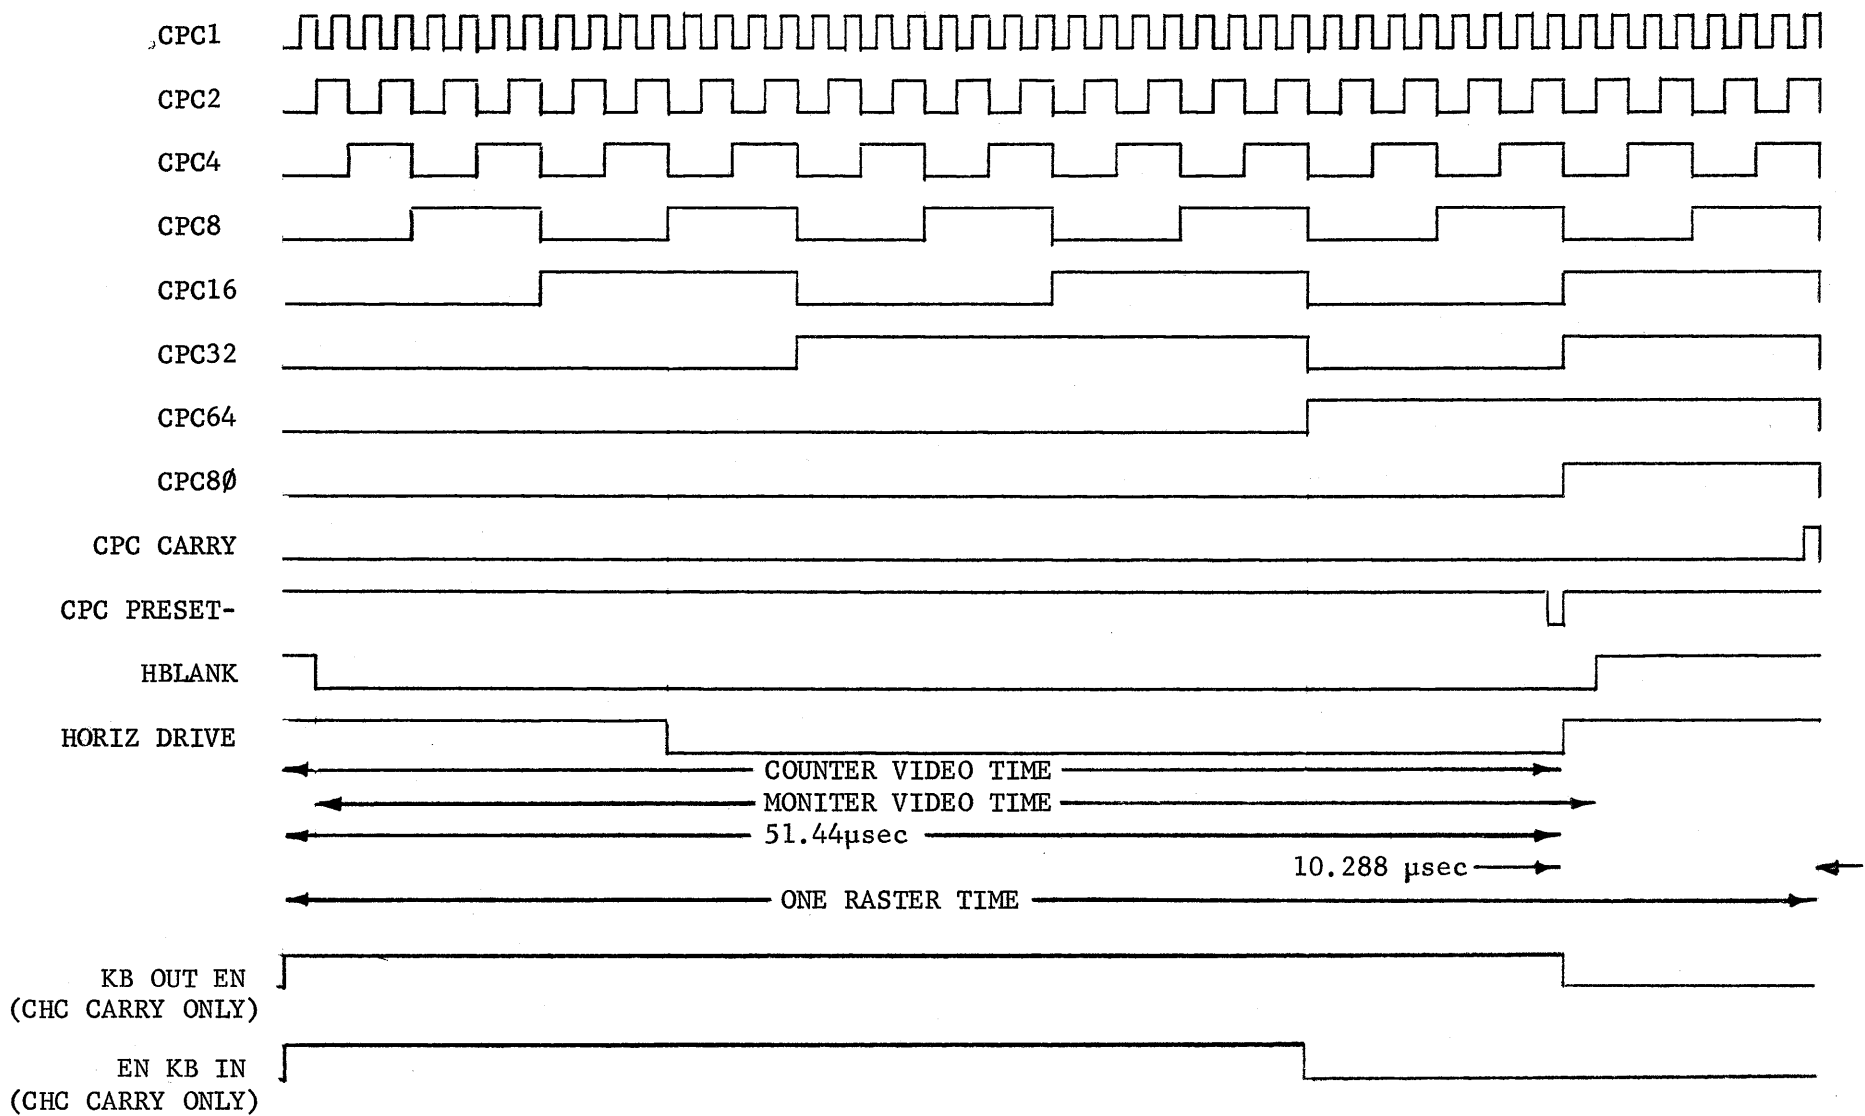 CPC1
CPC2
CPC4
CPC8
CPC16
CPC32
CPC64
CPC8Ø
CPC CARRY
CPC PRESET-
HBLANK
HORIZ DRIVE
COUNTER VIDEO TIME
MONITER VIDEO TIME
51.44μsec
10.288 μsec
ONE RASTER TIME
KB OUT EN
(CHC CARRY ONLY)
EN KB IN
(CHC CARRY ONLY)